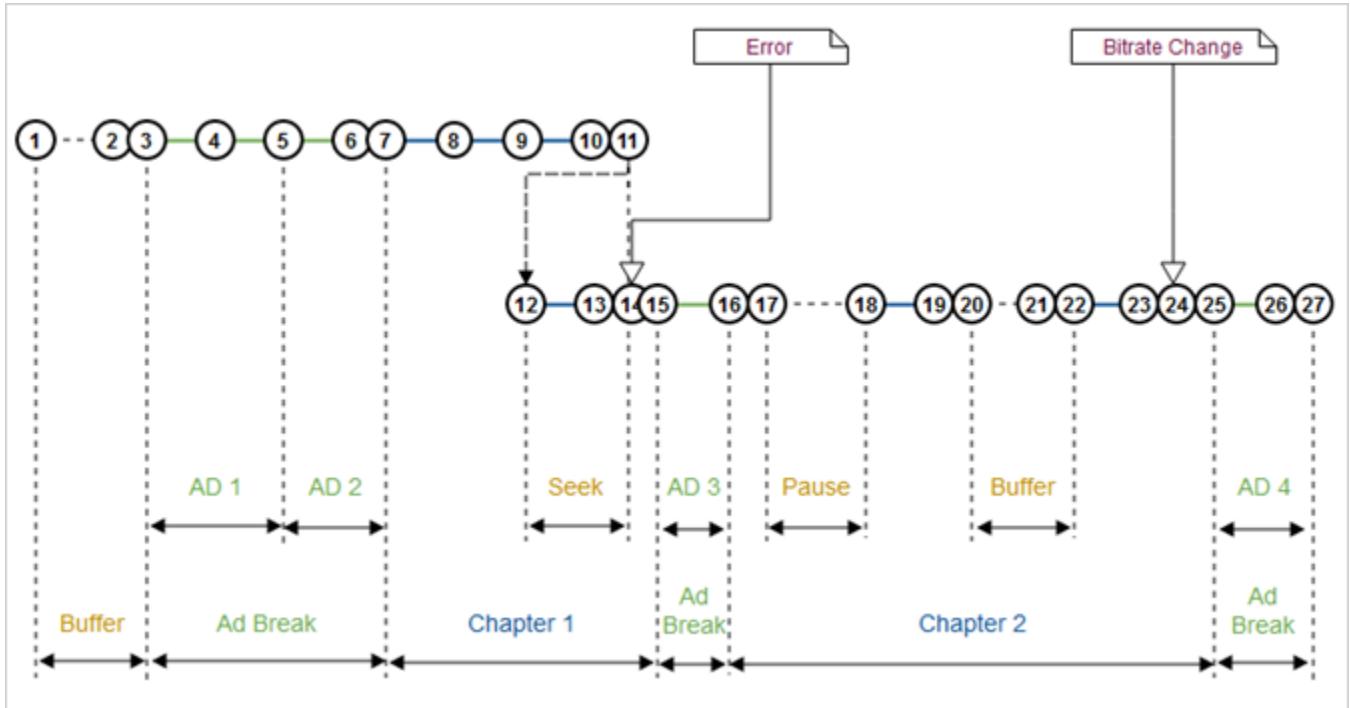 Error
Bitrate Change
1
2
3
4
5
6
7
8
9
10
11
12
13
14
15
16
17
18
19
20
21
22
23
24
25
26
27
AD 1
AD 2
Seek
AD 3
Pause
Buffer
AD 4
Buffer
Ad Break
Chapter 1
Ad
Break
Chapter 2
Ad
Break